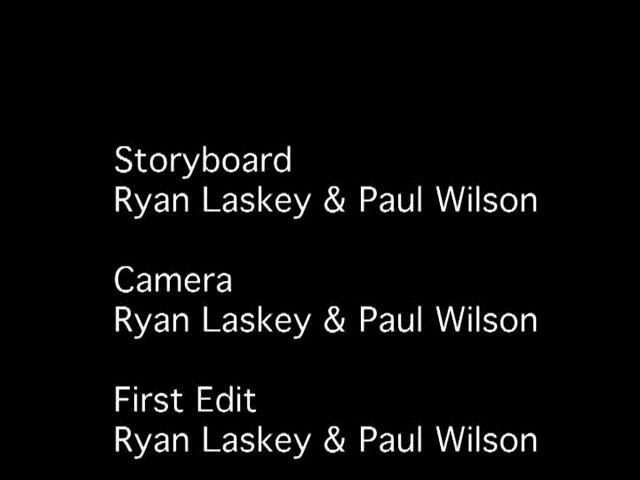 Storyboard
Ryan Laskey & Paul Wilson
Camera
Ryan Laskey & Paul Wilson
First Edit
Ryan Laskey & Paul Wilson